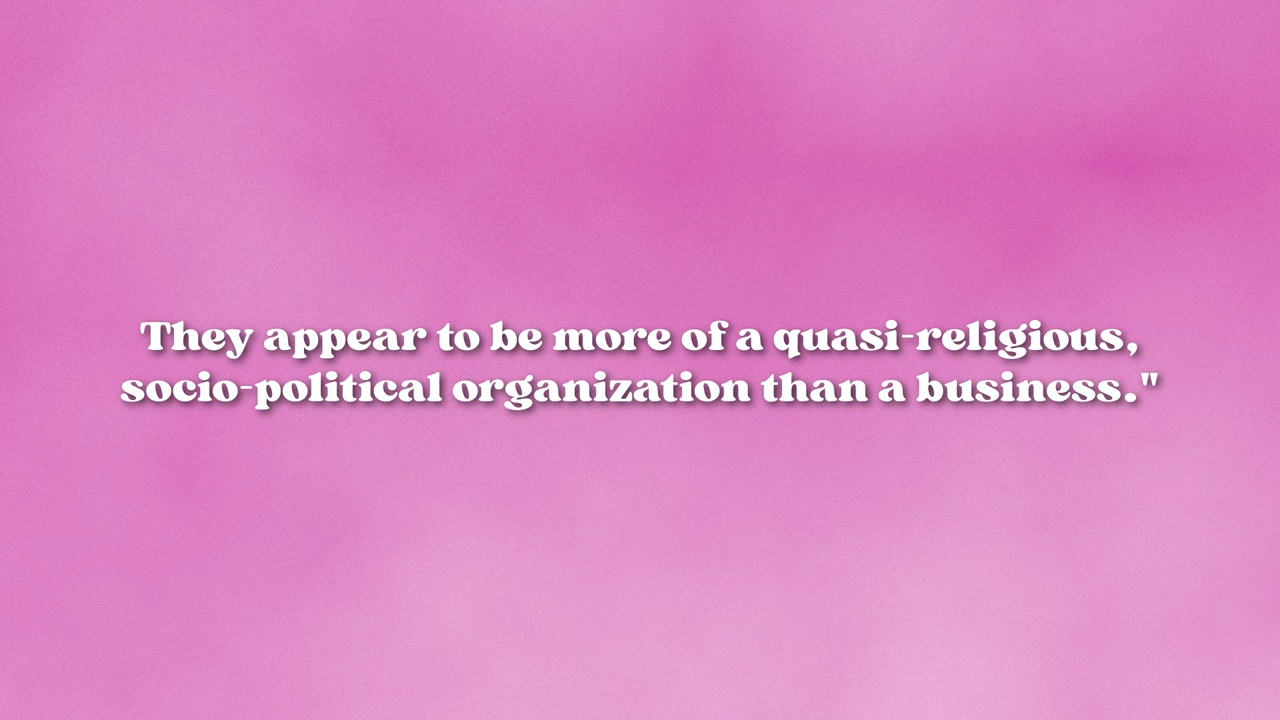 They appear to be more of a quasi-religious,
socio-political organization than a business."